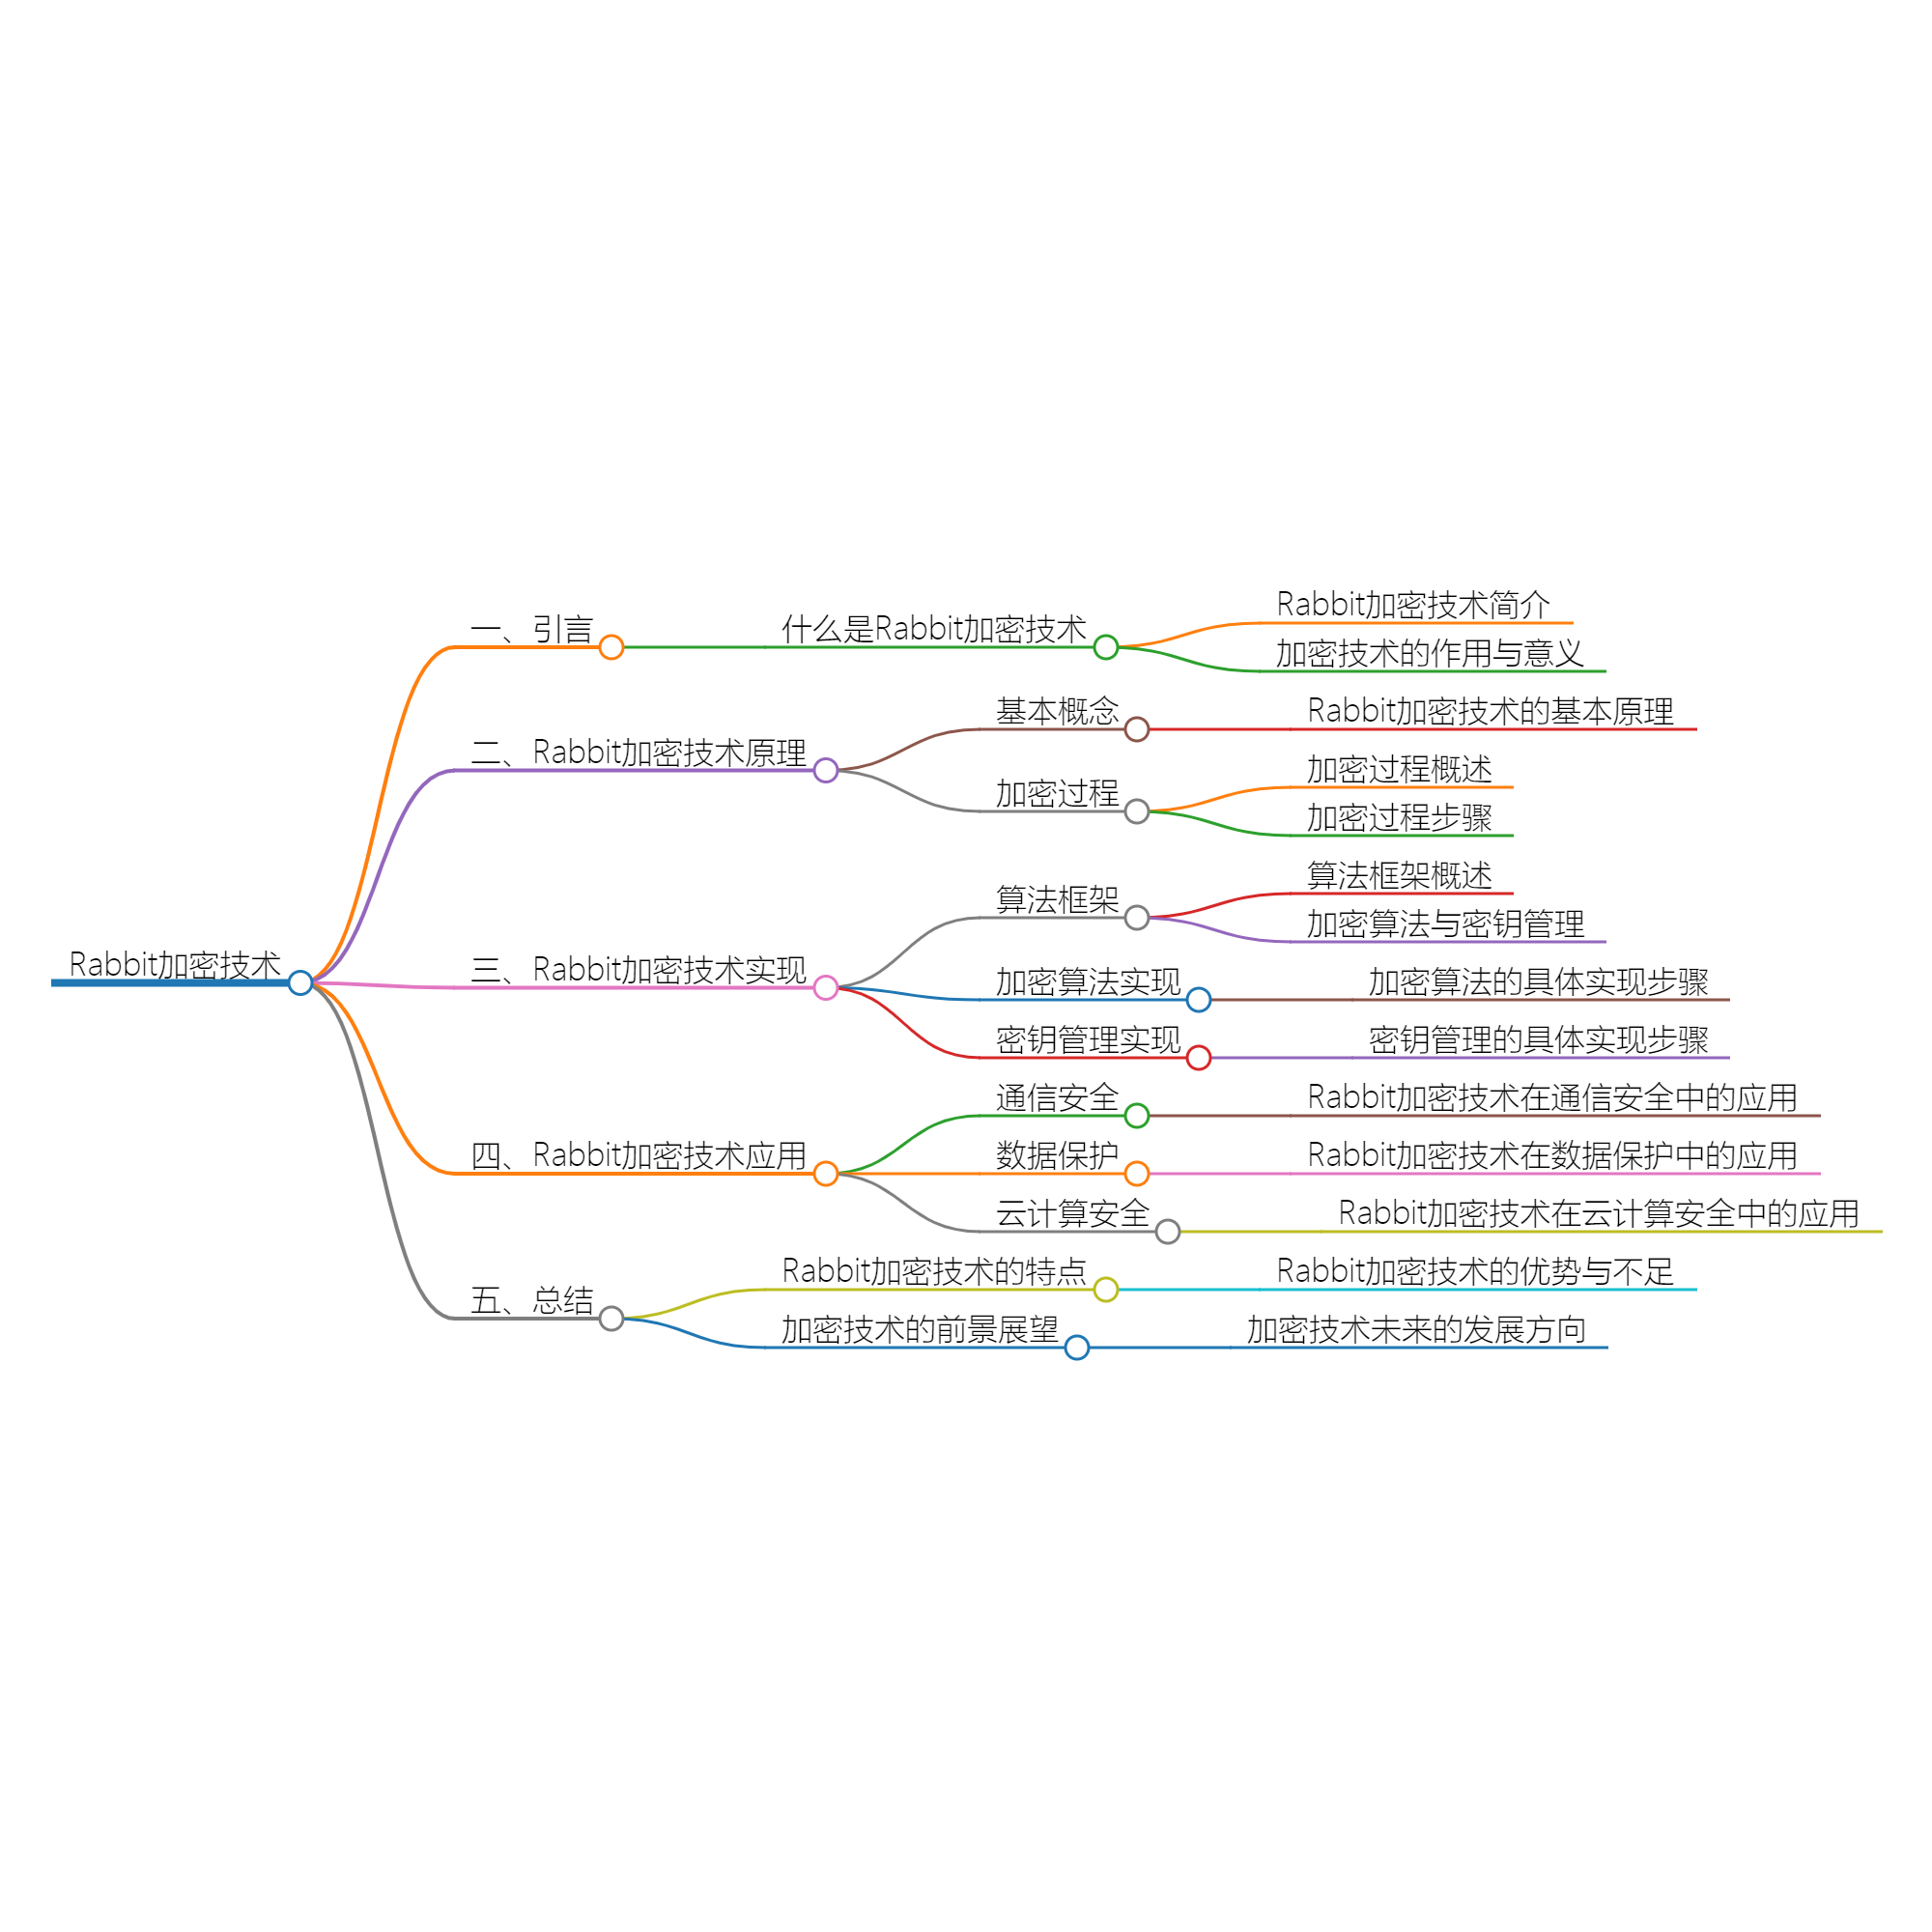 Rabbit加密技术
一、引言
什么是Rabbit加密技术
Rabbit加密技术简介
加密技术的作用与意义
二、Rabbit加密技术原理
基本概念
Rabbit加密技术的基本原理
加密过程
加密过程概述
加密过程步骤
三、Rabbit加密技术实现
算法框架
算法框架概述
加密算法与密钥管理
加密算法实现
加密算法的具体实现步骤
密钥管理实现
密钥管理的具体实现步骤
四、Rabbit加密技术应用
通信安全
Rabbit加密技术在通信安全中的应用
数据保护
Rabbit加密技术在数据保护中的应用
云计算安全
Rabbit加密技术在云计算安全中的应用
五、总结
Rabbit加密技术的特点
Rabbit加密技术的优势与不足
加密技术的前景展望
加密技术未来的发展方向